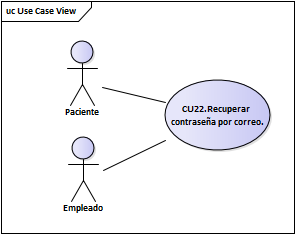 uc Use Case View
Paciente
CU22.Recuperar
contraseña por correo.
Empleado